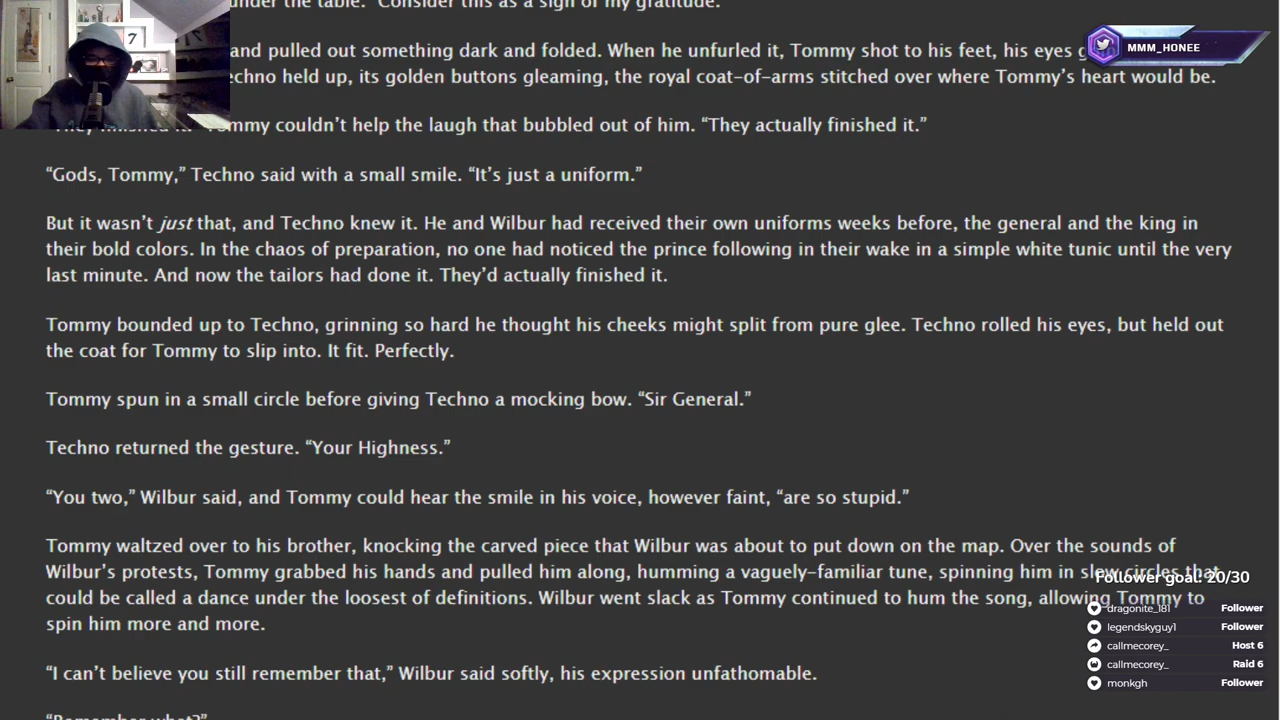 under the table. "Consider this as a sign of my gratitude.
7
MMM_HONEE
and pulled out something dark and folded. When he unfurled it, Tommy shot to his feet, his eyes
held up, its golden buttons gleaming, the royal coat-of-arms stitched over where Tommy’s heart would be.
couldn’t help the laugh that bubbled out of him. “They actually finished it.”
“Gods, Tommy,” Techno said with a small smile. “It’s just a uniform.”
But it wasn’t just that, and Techno knew it. He and Wilbur had received their own uniforms weeks before, the general and the king in
their bold colors. In the chaos of preparation, no one had noticed the prince following in their wake in a simple white tunic until the very
last minute. And now the tailors had done it. They’d actually finished it.
Tommy bounded up to Techno, grinning so hard he thought his cheeks might split from pure glee. Techno rolled his eyes, but held out
the coat for Tommy to slip into. It fit. Perfectly.
Tommy spun in a small circle before giving Techno a mocking bow. “Sir General.”
Techno returned the gesture. “Your Highness.”
“You two,” Wilbur said, and Tommy could hear the smile in his voice, however faint, “are so stupid.”
Tommy waltzed over to his brother, knocking the carved piece that Wilbur was about to put down on the map. Over the sounds of
Wilbur’s protests, Tommy grabbed his hands and pulled him along, humming a vaguely-familiar tune, spinning him in slow circles that
could be called a dance under the loosest of definitions. Wilbur went slack as Tommy continued to hum the song, allowing Tommy to
spin him more and more.
“I can’t believe you still remember that,” Wilbur said softly, his expression unfathomable.
“Remember what?”
Follower goal: 20/30
dragonite_181 Follower
legendskyguy1 Follower
callmecorey_ Host 6
callmecorey_ Raid 6
monkgh Follower